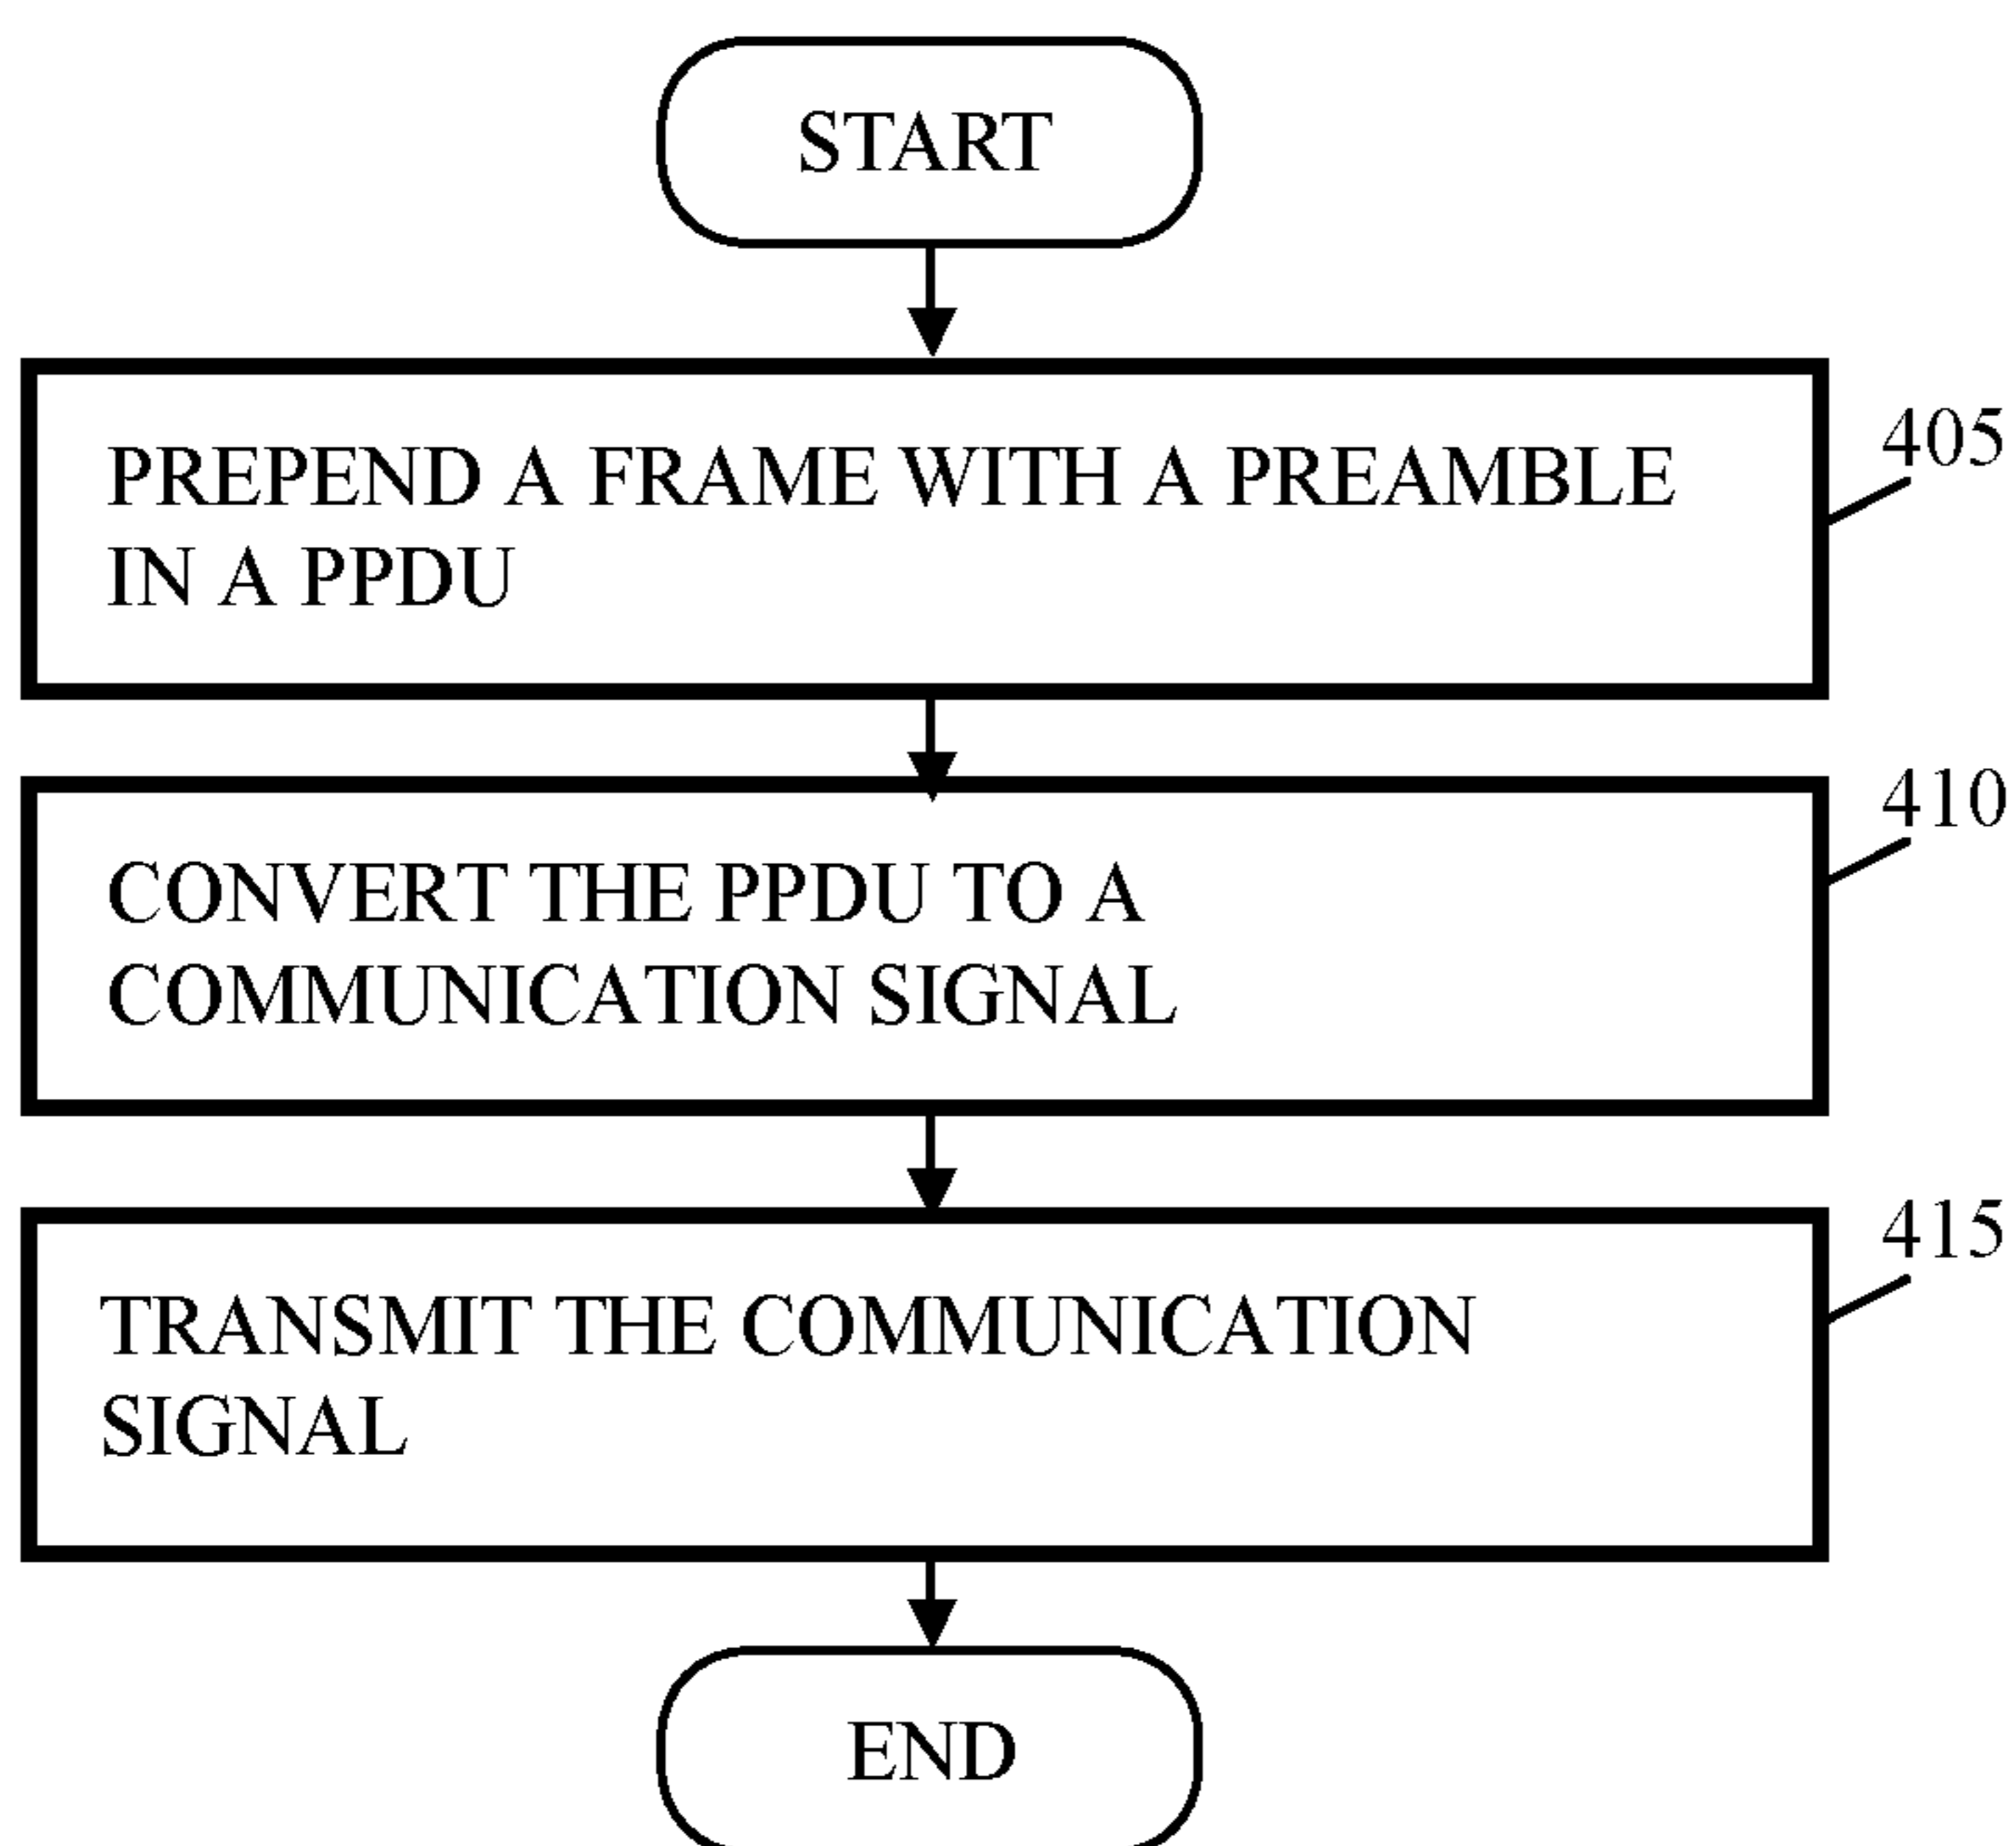 START
405
PREPEND A FRAME WITH A PREAMBLE
IN A PPDU
410
CONVERT THE PPDU TO A
COMMUNICATION SIGNAL
415
TRANSMIT THE COMMUNICATION
SIGNAL
END